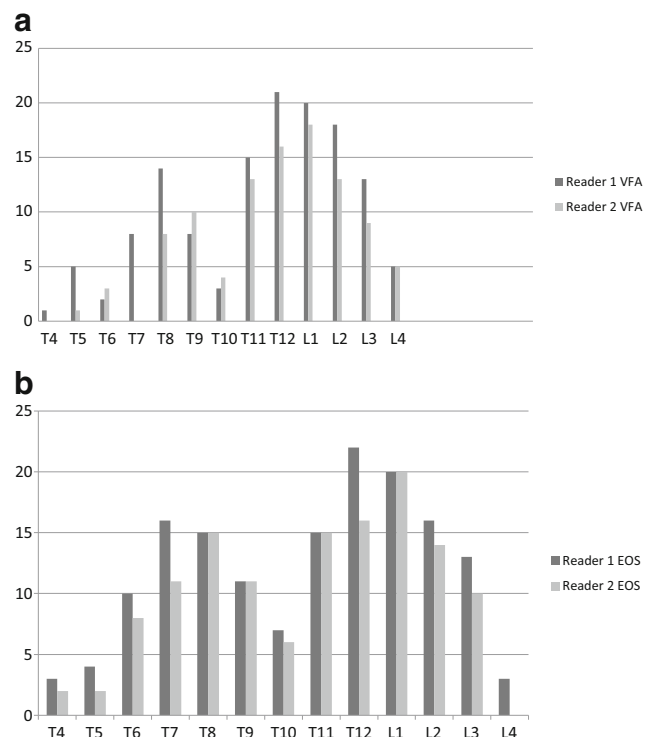 a
25
20
15
10
5
0
T4 T5 T6 T7 T8 T9 T10 T11 T12 L1 L2 L3 L4
Reader 1 VFA
Reader 2 VFA
b
25
20
15
10
5
0
T4 T5 T6 T7 T8 T9 T10 T11 T12 L1 L2 L3 L4
Reader 1 EOS
Reader 2 EOS